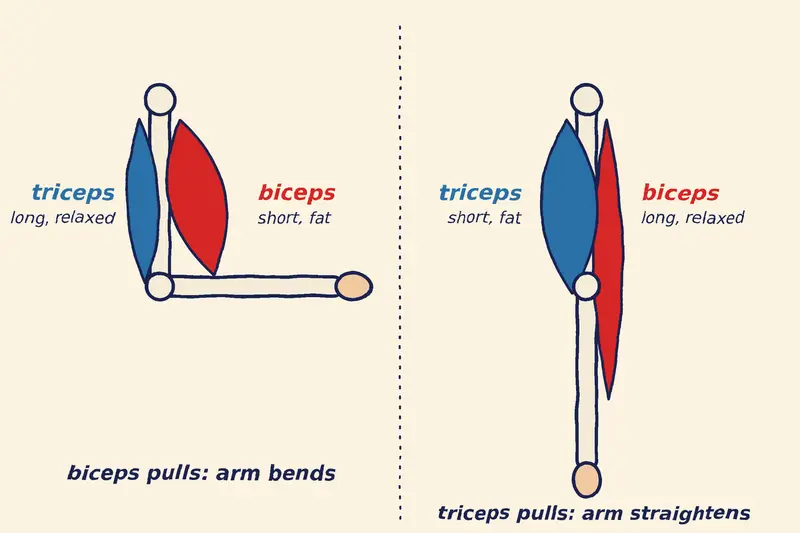 triceps
long, relaxed
biceps
short, fat
biceps pulls: arm bends
triceps
short, fat
biceps
long, relaxed
triceps pulls: arm straightens